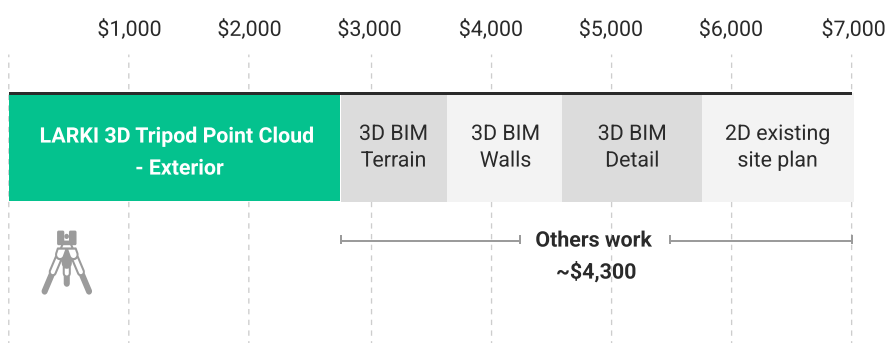 $1,000 $2,000 $3,000 $4,000 $5,000 $6,000 $7,000
LARKI 3D Tripod Point Cloud
- Exterior
3D BIM
Terrain
3D BIM
Walls
3D BIM
Detail
2D existing
site plan
Others work
~$4,300